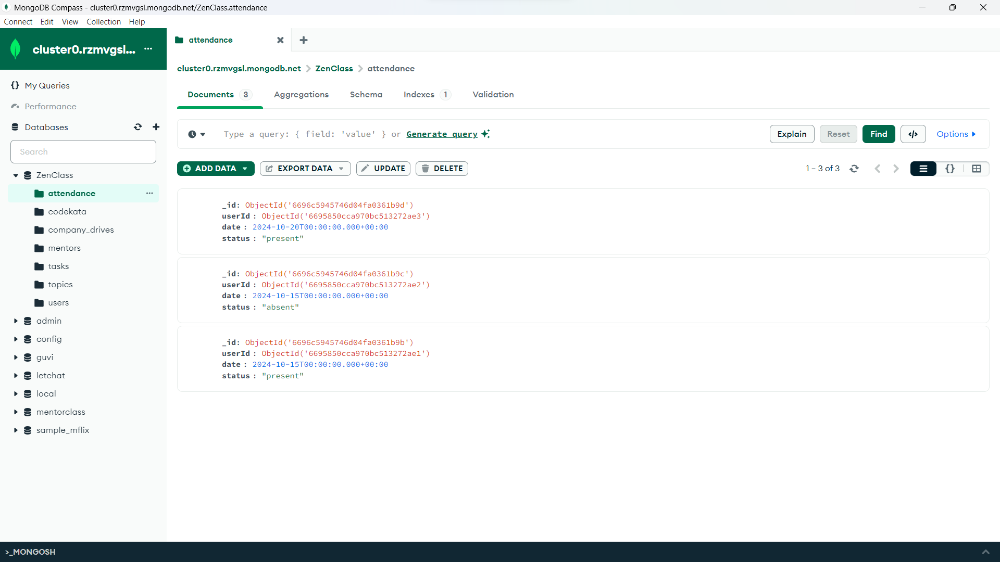 MongoDB Compass - cluster0.rzmvgsl.mongodb.net/ZenClass.attendance
Connect Edit View Collection Help
cluster0.rzmvgsl...
attendance
My Queries
Performance
Databases
Search
ZenClass
attendance
codekata
company_drives
mentors
tasks
topics
users
admin
config
guvi
letchat
local
mentorclass
sample_mflix
cluster0.rzmvgsl.mongodb.net > ZenClass > attendance
Documents 3 Aggregations Schema Indexes 1 Validation
Type a query: { field: 'value' } or Generate query
Explain Reset Find </> Options
ADD DATA EXPORT DATA UPDATE DELETE
1 – 3 of 3 {}
_id: ObjectId('6696c5945746d04fa0361b9d')
userId : ObjectId('6695850cca970bc513272ae3')
date : 2024-10-20T00:00:00.000+00:00
status : "present"
_id: ObjectId('6696c5945746d04fa0361b9c')
userId : ObjectId('6695850cca970bc513272ae2')
date : 2024-10-15T00:00:00.000+00:00
status : "absent"
_id: ObjectId('6696c5945746d04fa0361b9b')
userId : ObjectId('6695850cca970bc513272ae1')
date : 2024-10-15T00:00:00.000+00:00
status : "present"
>_MONGOSH